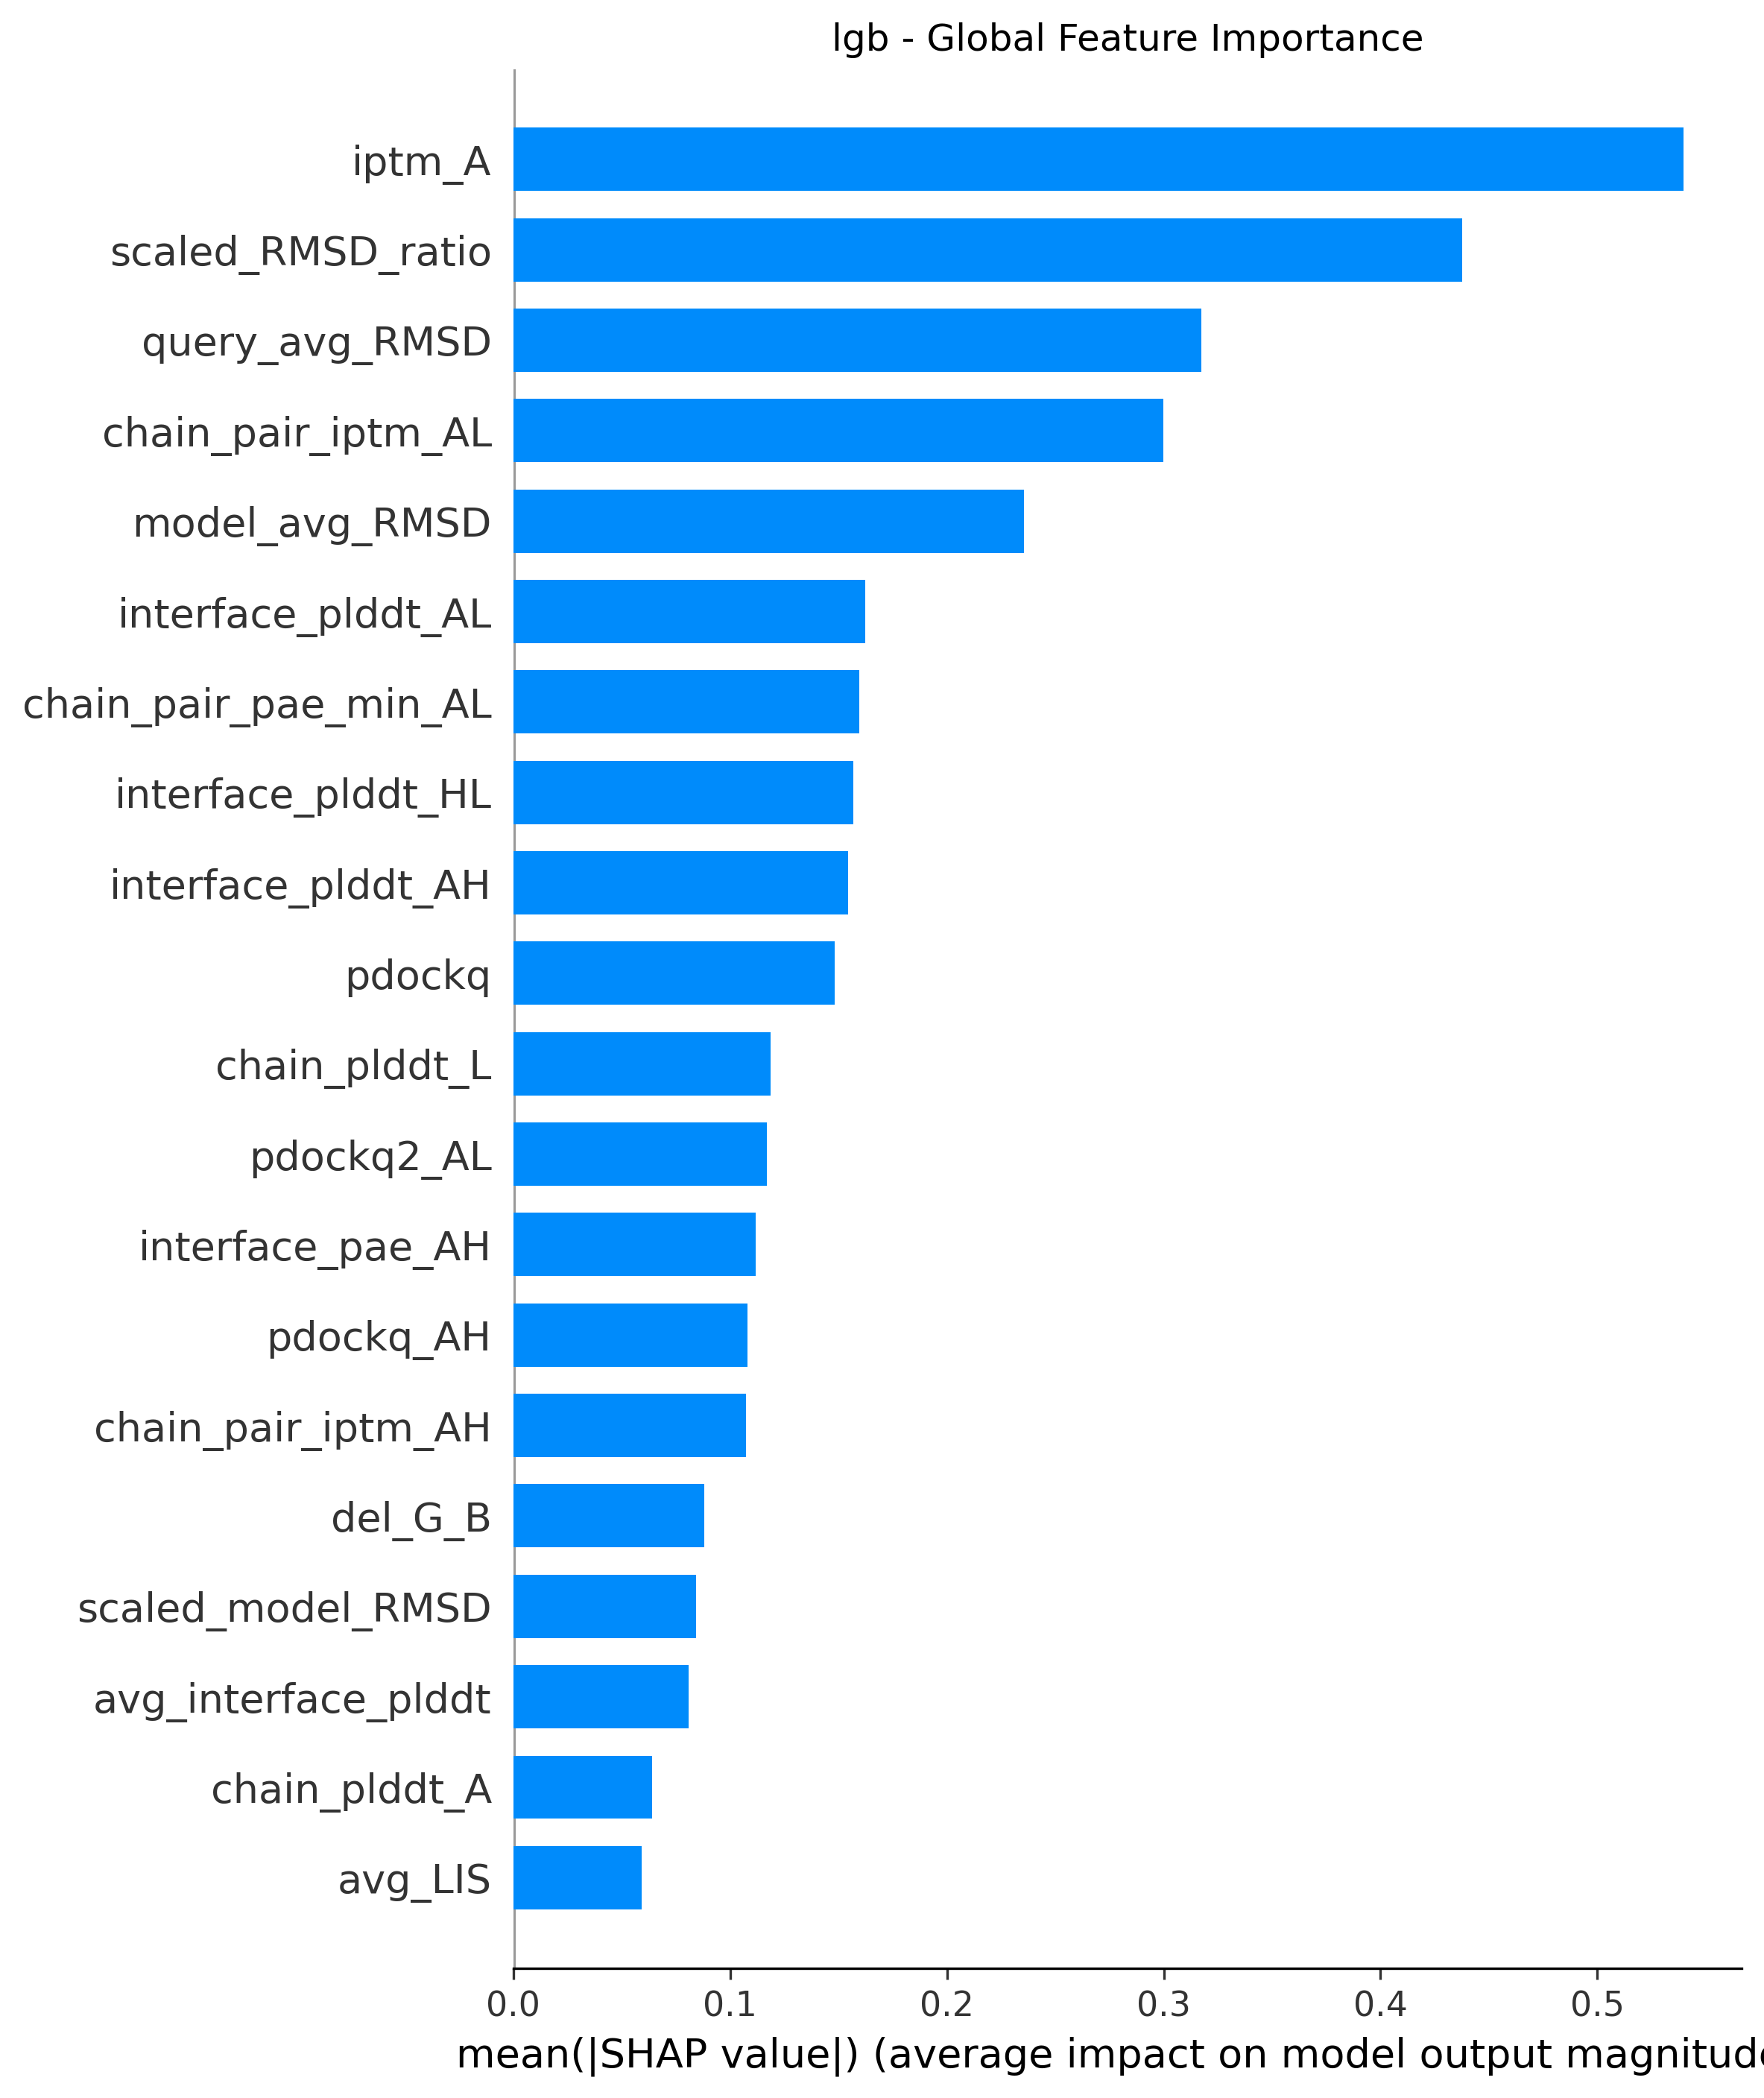 lgb - Global Feature Importance
iptm_A
scaled_RMSD_ratio
query_avg_RMSD
chain_pair_iptm_AL
model_avg_RMSD
interface_plddt_AL
chain_pair_pae_min_AL
interface_plddt_HL
interface_plddt_AH
pdockq
chain_plddt_L
pdockq2_AL
interface_pae_AH
pdockq_AH
chain_pair_iptm_AH
del_G_B
scaled_model_RMSD
avg_interface_plddt
chain_plddt_A
avg_LIS
0.0 0.1 0.2 0.3 0.4 0.5
mean(|SHAP value|) (average impact on model output magnitude